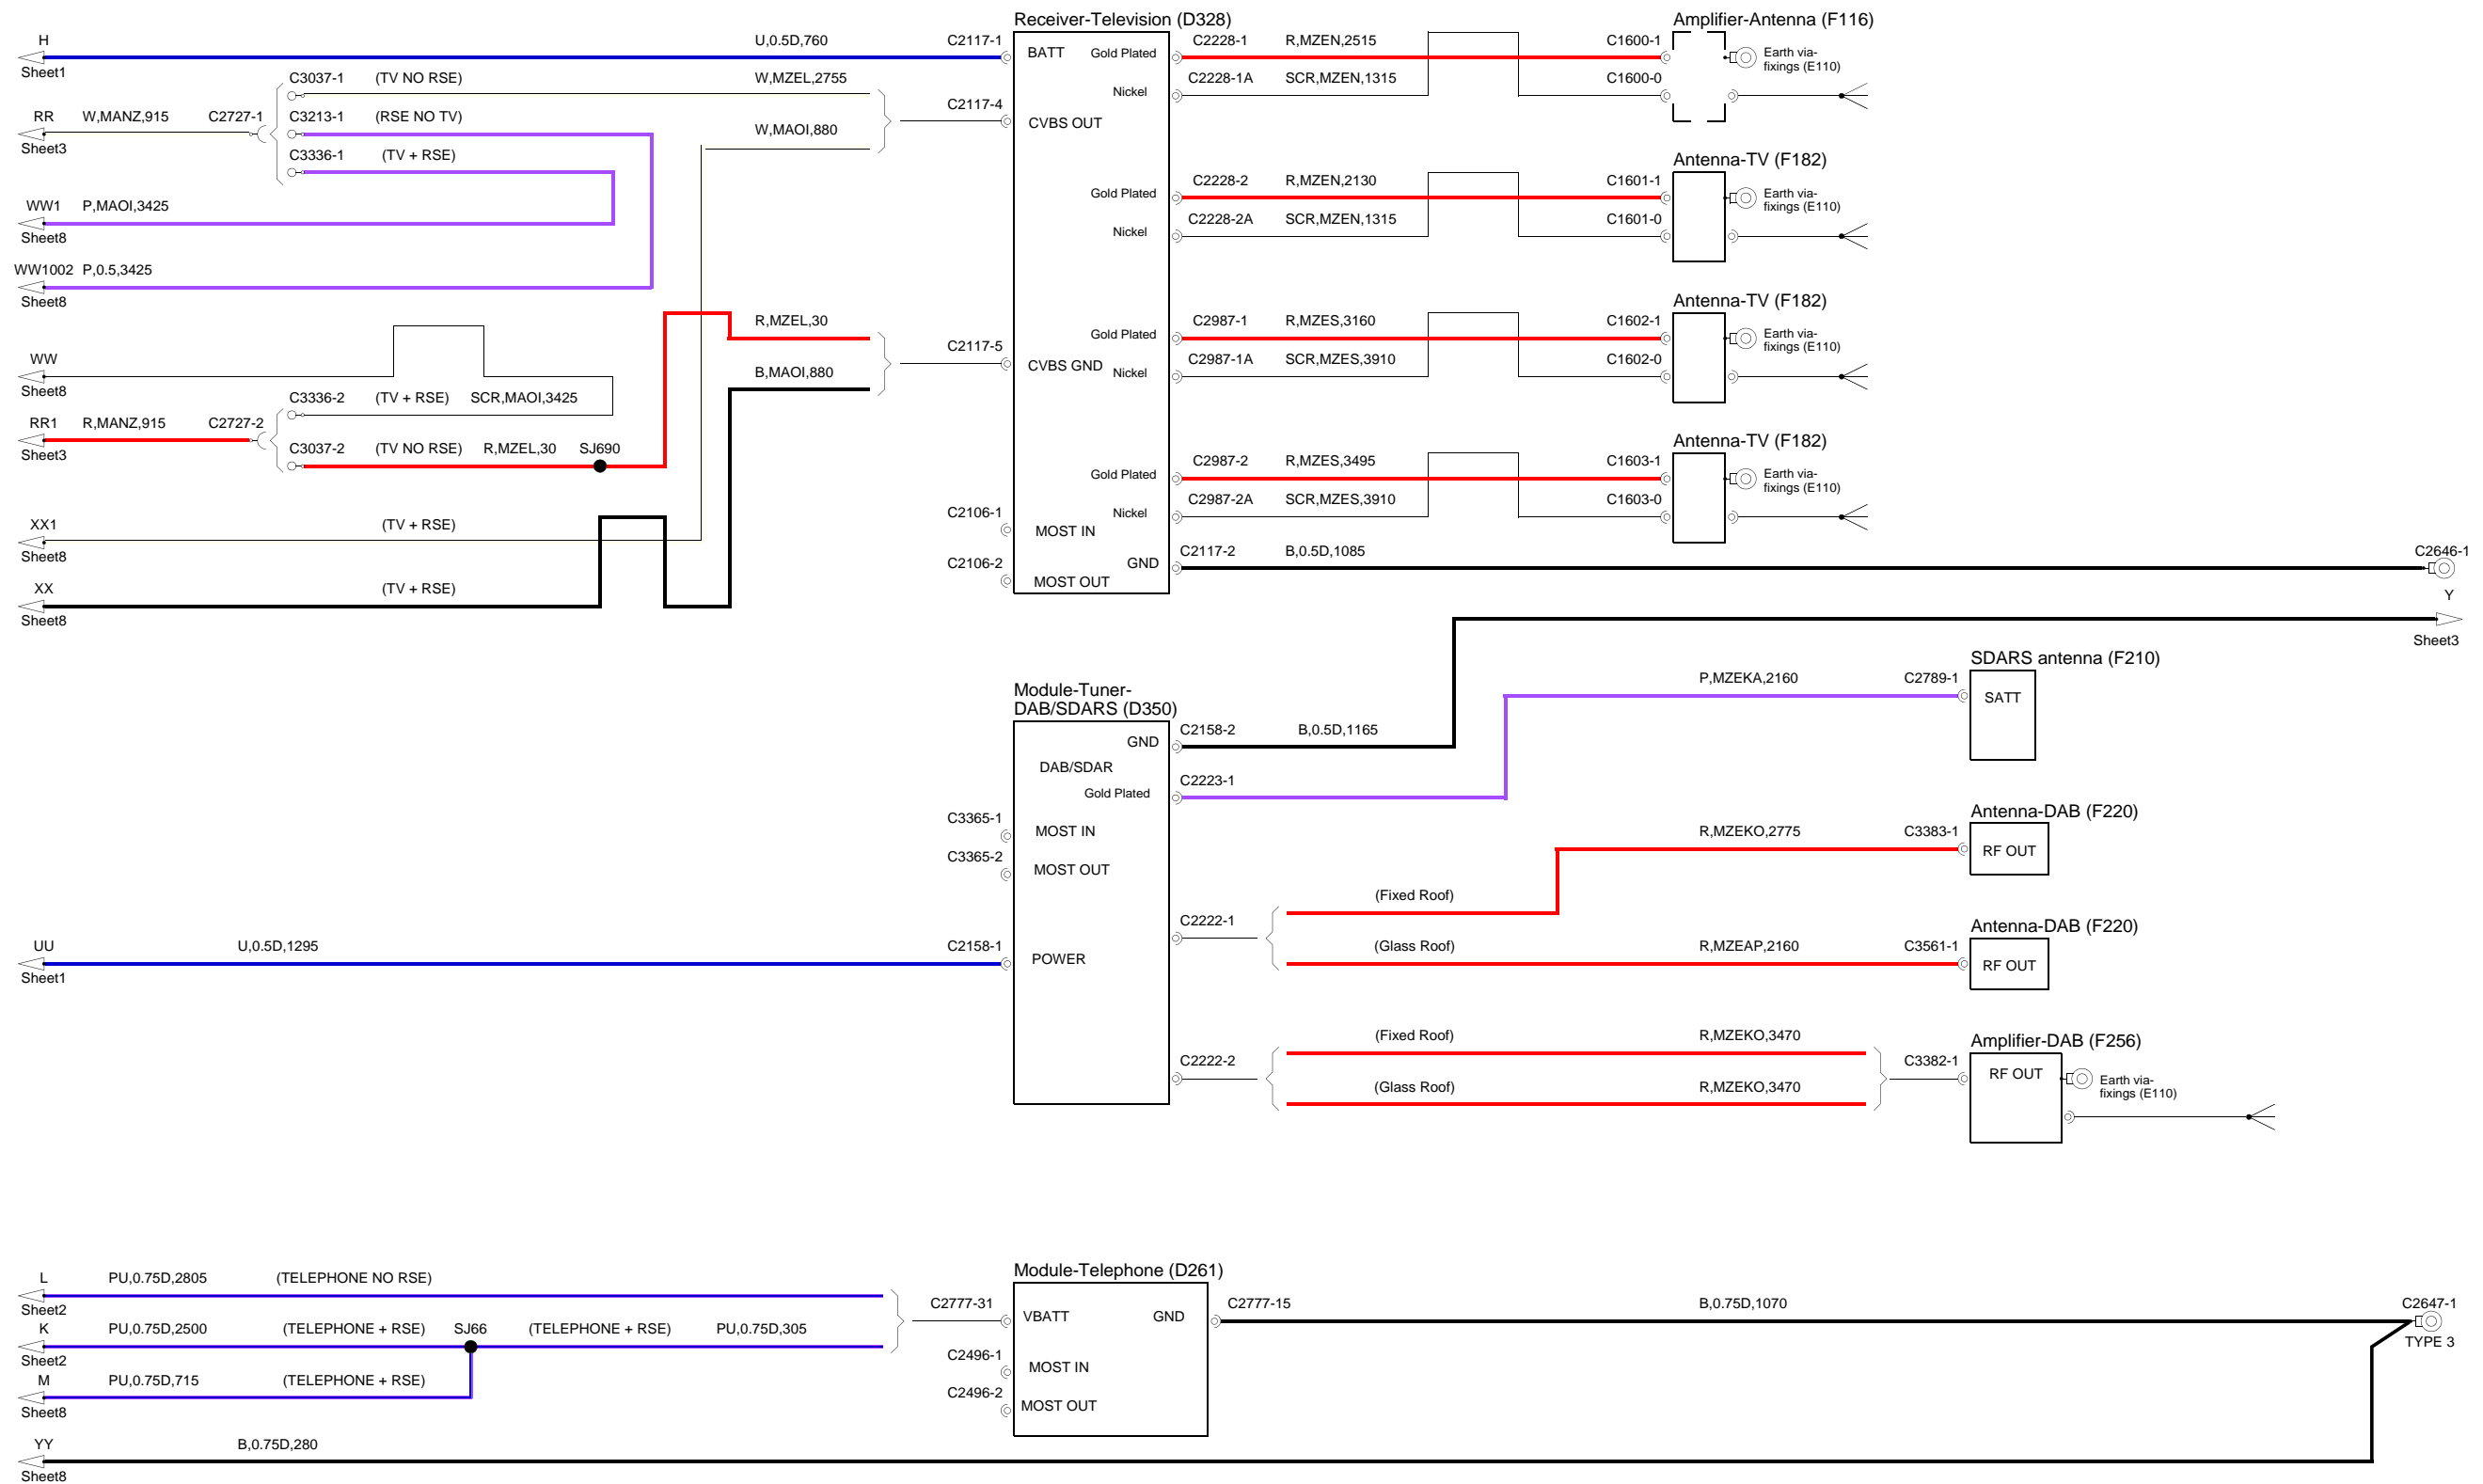 Receiver-Television (D328)
Amplifier-Antenna (F116)
H
U,0.5D,760
C2117-1
BATT
Gold Plated
C2228-1
R,MZEN,2515
C1600-1
Earth via-
fixings (E110)
Sheet1
C3037-1
(TV NO RSE)
W,MZEL,2755
Nickel
C2228-1A
SCR,MZEN,1315
C1600-0
RR
W,MANZ,915
C2727-1
C3213-1
(RSE NO TV)
C2117-4
CVBS OUT
W,MAOI,880
Sheet3
C3336-1
(TV + RSE)
Antenna-TV (F182)
Gold Plated
C2228-2
R,MZEN,2130
C1601-1
Earth via-
fixings (E110)
WW1
P,MAOI,3425
Sheet8
Nickel
C2228-2A
SCR,MZEN,1315
C1601-0
WW1002
P,0.5,3425
Sheet8
Antenna-TV (F182)
R,MZEL,30
C2117-5
CVBS GND
Gold Plated
C2987-1
R,MZES,3160
C1602-1
Earth via-
fixings (E110)
WW
Sheet8
B,MAOI,880
Nickel
C2987-1A
SCR,MZES,3910
C1602-0
C3336-2
(TV + RSE)
SCR,MAOI,3425
RR1
R,MANZ,915
C2727-2
Sheet3
C3037-2
(TV NO RSE)
R,MZEL,30
SJ690
Antenna-TV (F182)
Gold Plated
C2987-2
R,MZES,3495
C1603-1
Earth via-
fixings (E110)
Nickel
C2987-2A
SCR,MZES,3910
C1603-0
XX1
(TV + RSE)
Sheet8
C2106-1
MOST IN
C2106-2
MOST OUT
GND
C2117-2
B,0.5D,1085
C2646-1
XX
(TV + RSE)
Sheet8
Y
Sheet3
Module-Tuner-
DAB/SDARS (D350)
SDARS antenna (F210)
P,MZEKA,2160
C2789-1
SATT
GND
C2158-2
B,0.5D,1165
DAB/SDAR
Gold Plated
C2223-1
C3365-1
MOST IN
C3365-2
MOST OUT
Antenna-DAB (F220)
R,MZEKO,2775
C3383-1
RF OUT
(Fixed Roof)
C2222-1
(Glass Roof)
R,MZEAP,2160
Antenna-DAB (F220)
C3561-1
RF OUT
UU
U,0.5D,1295
C2158-1
POWER
Sheet1
(Fixed Roof)
R,MZEKO,3470
C2222-2
(Glass Roof)
R,MZEKO,3470
Amplifier-DAB (F256)
C3382-1
RF OUT
Earth via-
fixings (E110)
Module-Telephone (D261)
L
PU,0.75D,2805
(TELEPHONE NO RSE)
Sheet2
C2777-31
VBATT
GND
C2777-15
B,0.75D,1070
C2647-1
TYPE 3
K
PU,0.75D,2500
(TELEPHONE + RSE)
SJ66
(TELEPHONE + RSE)
PU,0.75D,305
Sheet2
C2496-1
MOST IN
C2496-2
MOST OUT
M
PU,0.75D,715
(TELEPHONE + RSE)
Sheet8
YY
B,0.75D,280
Sheet8